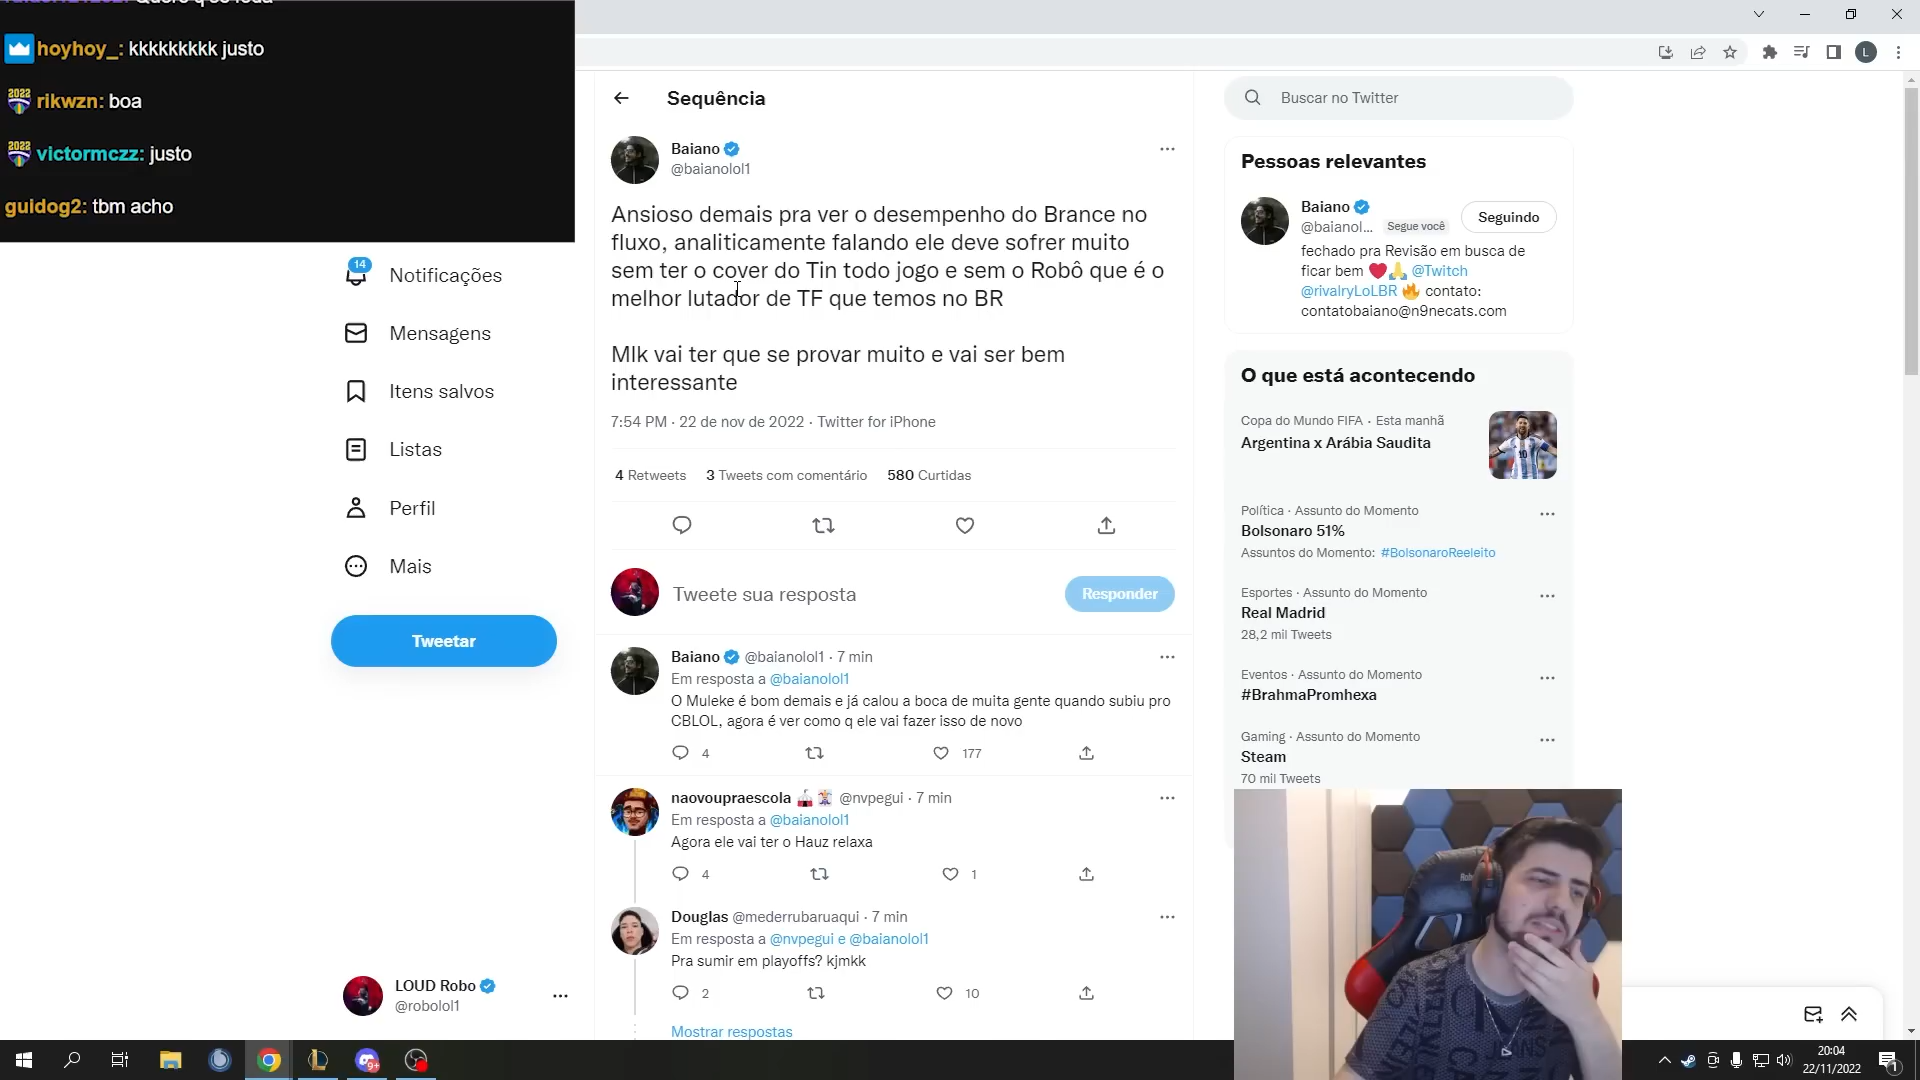 hoyhoy_: kkkkkkkkk justo
rikwzn: boa
victormczz: justo
guidog2: tbm acho
14
Notificações
Mensagens
Itens salvos
Listas
Perfil
Mais
Tweetar
LOUD Robo
@robolol1
Sequência
Baiano
@baianolol1
Ansioso demais pra ver o desempenho do Brance no
fluxo, analiticamente falando ele deve sofrer muito
sem ter o cover do Tin todo jogo e sem o Robô que é o
melhor lutador de TF que temos no BR
Mlk vai ter que se provar muito e vai ser bem
interessante
7:54 PM · 22 de nov de 2022 · Twitter for iPhone
4 Retweets 3 Tweets com comentário 580 Curtidas
Tweete sua resposta
Responder
Baiano @baianolol1 · 7 min
Em resposta a @baianolol1
O Muleke é bom demais e já calou a boca de muita gente quando subiu pro
CBLOL, agora é ver como q ele vai fazer isso de novo
4 177
naovoupraescola @nvpegui · 7 min
Em resposta a @baianolol1
Agora ele vai ter o Hauz relaxa
4 1
Douglas @mederrubaruaqui · 7 min
Em resposta a @nvpegui e @baianolol1
Pra sumir em playoffs? kjmkk
2 10
Mostrar respostas
L
Buscar no Twitter
Pessoas relevantes
Baiano
@baianol... Segue você
Seguindo
fechado pra Revisão em busca de
ficar bem @Twitch
@rivalryLoLBR contato:
contatobaiano@n9necats.com
O que está acontecendo
Copa do Mundo FIFA · Esta manhã
Argentina x Arábia Saudita
Política · Assunto do Momento
Bolsonaro 51%
Assuntos do Momento: #BolsonaroReeleito
Esportes · Assunto do Momento
Real Madrid
28,2 mil Tweets
Eventos · Assunto do Momento
#BrahmaPromhexa
Gaming · Assunto do Momento
Steam
70 mil Tweets
20:04
22/11/2022